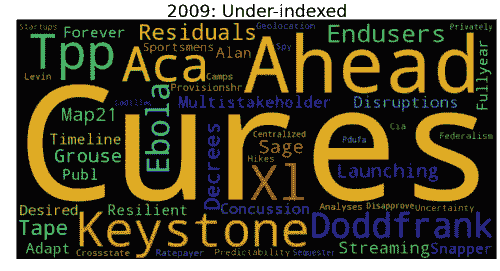 2009: Under-indexed
Startups Geolocation Privately
Tpp Forever Residuals Endusers
Sportsmens Alan Spy
Levin Aca Ahead Fullyear
Camps
Provisionshr
Cadillac Multistakeholder Disruptions
Map21 Ebola Cures
Timeline Centralized Pdufa Cia Federalism
Grouse Decrees Sage
Publ Hikes Xl Launching
Desired Resilient Concussion Analyses Disapprove Uncertainty
Tape Keystone Doddfrank
Adapt Streaming Snapper
Crossstate Ratepayer Predictability Sequester